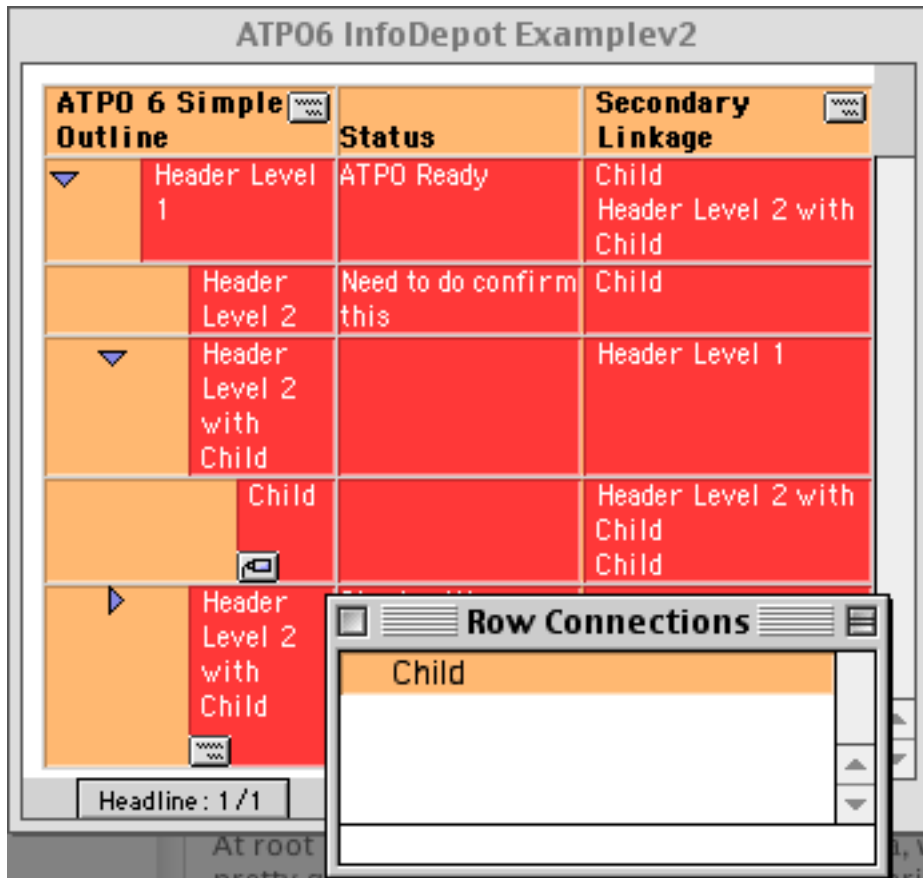 ATPO6 InfoDepot Examplev2
ATPO 6 Simple
Outline
Status
Secondary
Linkage
Header Level
1
ATPO Ready
Child
Header Level 2 with
Child
Header
Level 2
Need to do confirm
this
Child
Header
Level 2
with
Child
Header Level 1
Child
Header Level 2 with
Child
Child
Header
Level 2
with
Child
Row Connections
Child
Headline: 1/1
At root